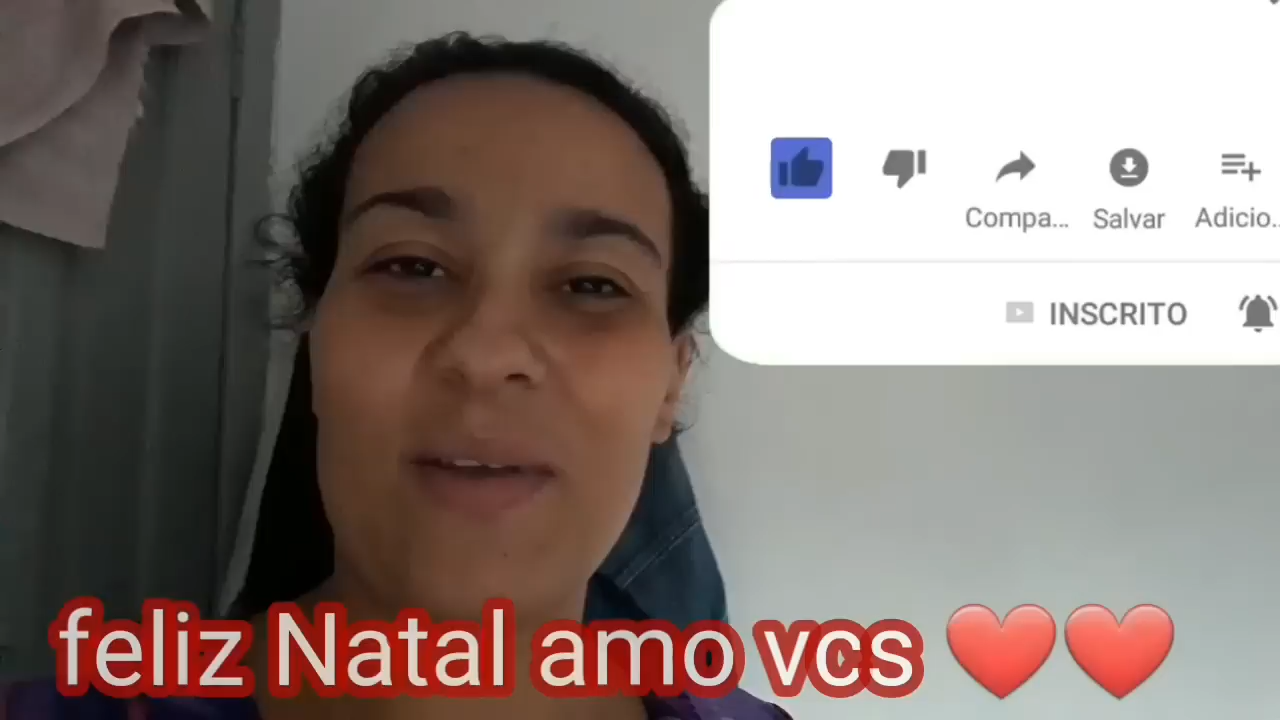 Compa... Salvar Adicio..
INSCRITO
feliz Natal amo vcs ❤️❤️